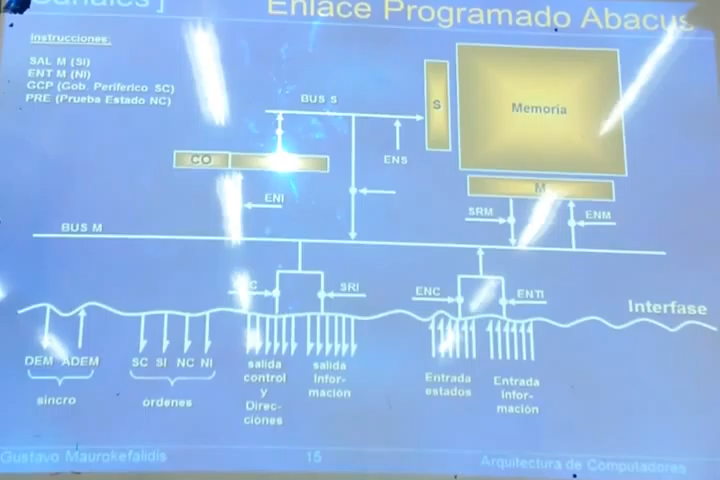 Enlace Programado Abacus
Instrucciones:
SAL M (SI)
ENT M (NI)
GCP (Gob. Periferico SC)
PRE (Prueba Estado NC)
BUS S
S
Memoria
CO
ENS
M
ENI
SRM
ENM
BUS M
SRI
ENC
ENTI
Interfase
DEM ADEM
SC SI NC NI
salida
control
y
Direc-
ciones
salida
Infor-
macion
Entrada
estados
Entrada
Infor-
mación
sincro
ordenes
Gustavo Maurokefalidis
15
Arquitectura de Computadores